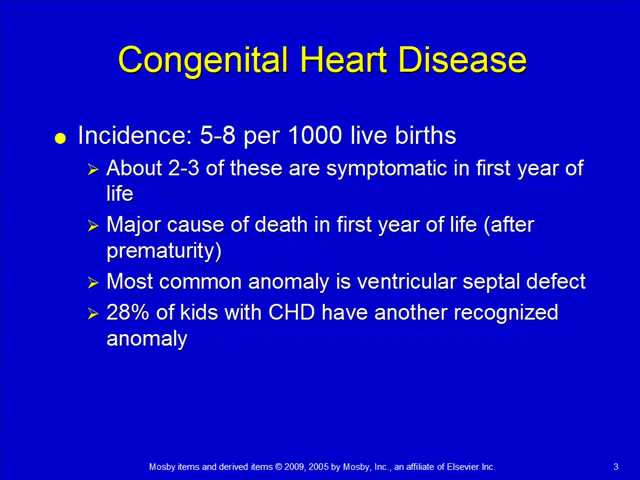 Congenital Heart Disease
Incidence: 5-8 per 1000 live births
About 2-3 of these are symptomatic in first year of
life
Major cause of death in first year of life (after
prematurity)
Most common anomaly is ventricular septal defect
28% of kids with CHD have another recognized
anomaly
Mosby items and derived items © 2009, 2005 by Mosby, Inc., an affiliate of Elsevier Inc.
3